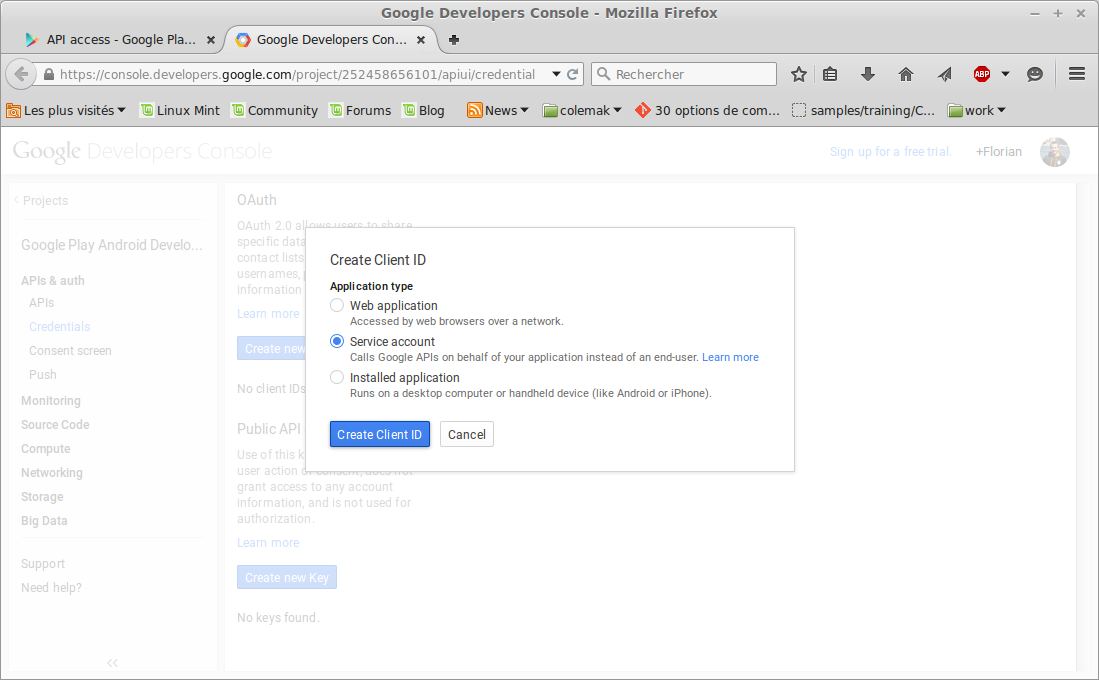 Google Developers Console - Mozilla Firefox
API access - Google Pla...
Google Developers Con...
https://console.developers.google.com/project/252458656101/apiui/credential
Rechercher
ABP
Les plus visités
Linux Mint
Community
Forums
Blog
News
colemak
30 options de com...
samples/training/C...
work
Google Developers Console
Sign up for a free trial.
+Florian
Projects
Google Play Android Develo...
APIs & auth
APIs
Credentials
Consent screen
Push
Monitoring
Source Code
Compute
Networking
Storage
Big Data
Support
Need help?
OAuth
OAuth 2.0 allows users to share
specific data
contact lists
usernames,
information
Learn more
Create new
No client IDs
Public API
Use of this
user action or consent, does not
grant access to any account
information, and is not used for
authorization.
Learn more
Create new Key
No keys found.
Create Client ID
Application type
Web application
Accessed by web browsers over a network.
Service account
Calls Google APIs on behalf of your application instead of an end-user. Learn more
Installed application
Runs on a desktop computer or handheld device (like Android or iPhone).
Create Client ID
Cancel